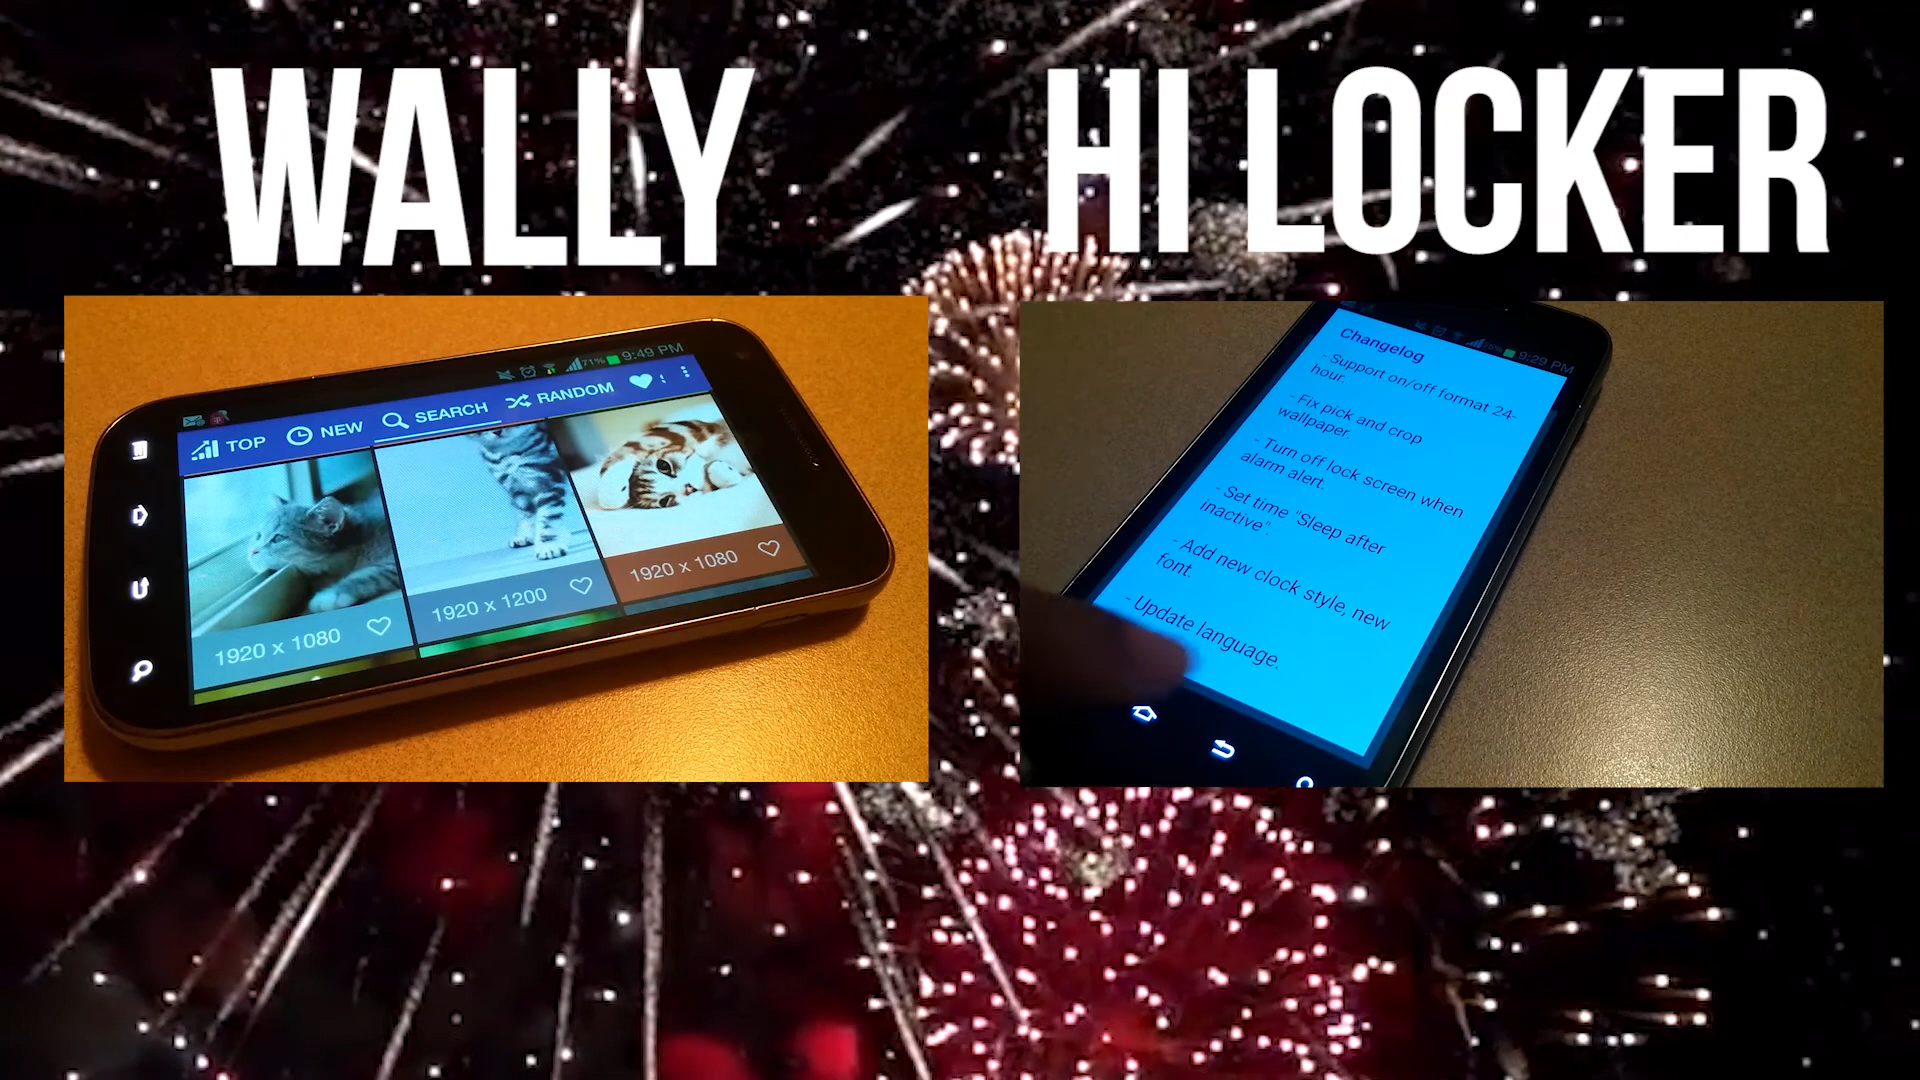 WALLY
HI LOCKER
71% 9:49 PM
TOP NEW SEARCH RANDOM
1920 x 1080
1920 x 1200
1920 x 1080
9:29 PM
Changelog
- Support on/off format 24-
hour.
- Fix pick and crop
wallpaper.
- Turn off lock screen when
alarm alert.
- Set time "Sleep after
inactive".
- Add new clock style, new
font.
- Update language.